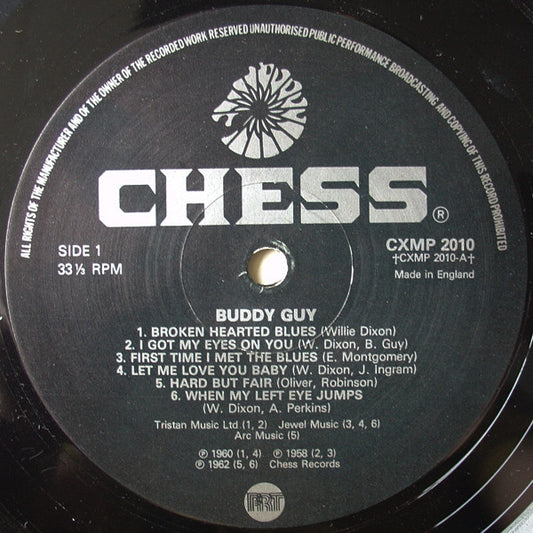 ALL RIGHTS OF THE MANUFACTURER AND OF THE OWNER OF THE RECORDED WORK RESERVED UNAUTHORISED PUBLIC PERFORMANCE BROADCASTING AND COPYING OF THIS RECORD PROHIBITED
CHESS®
SIDE 1
33⅓ RPM
CXMP 2010
†CXMP 2010-A†
Made in England
BUDDY GUY
1. BROKEN HEARTED BLUES (Willie Dixon)
2. I GOT MY EYES ON YOU (W. Dixon, B. Guy)
3. FIRST TIME I MET THE BLUES (E. Montgomery)
4. LET ME LOVE YOU BABY (W. Dixon, J. Ingram)
5. HARD BUT FAIR (Oliver, Robinson)
6. WHEN MY LEFT EYE JUMPS
(W. Dixon, A. Perkins)
Tristan Music Ltd. (1, 2) Jewel Music (3, 4, 6)
Arc Music (5)
℗ 1960 (1, 4) ℗ 1958 (2, 3)
℗ 1962 (5, 6) Chess Records
PRT